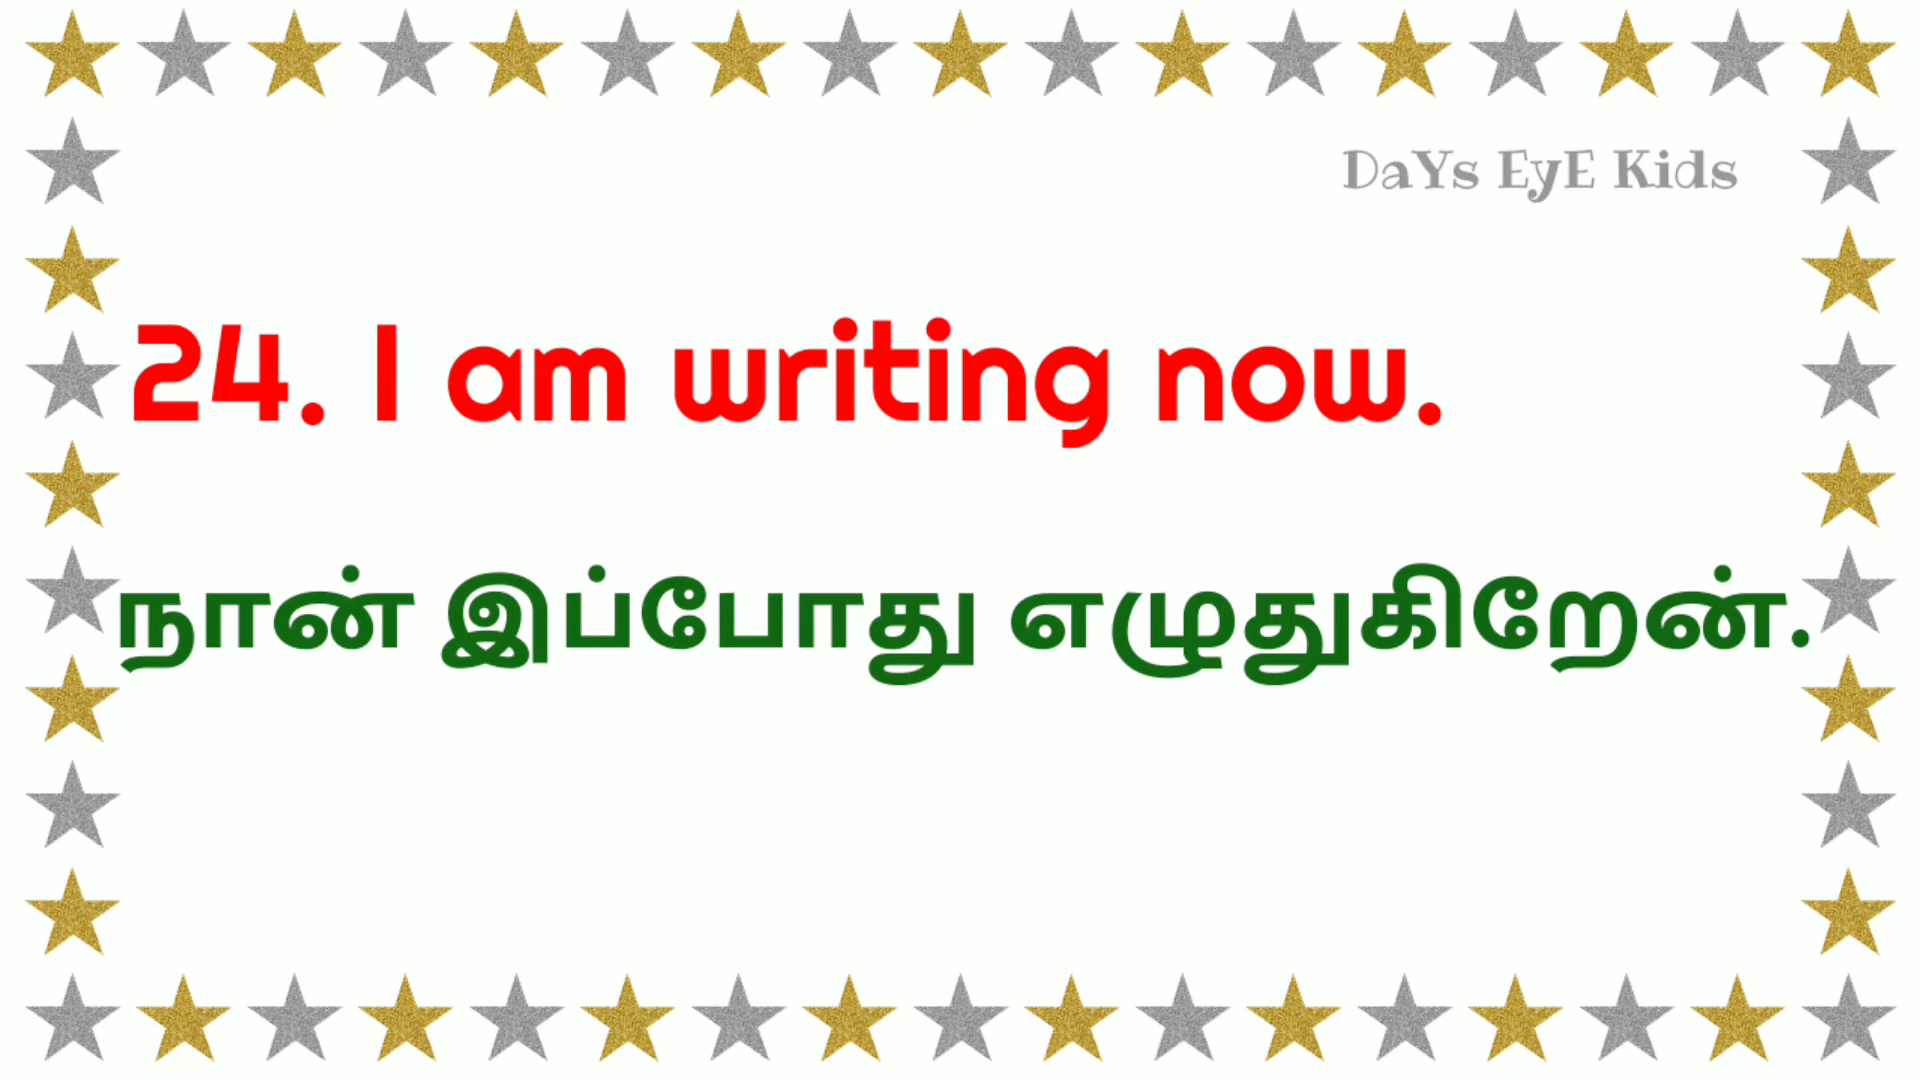 DaYs EyE Kids
24. I am writing now.
நான் இப்போது எழுதுகிறேன்.